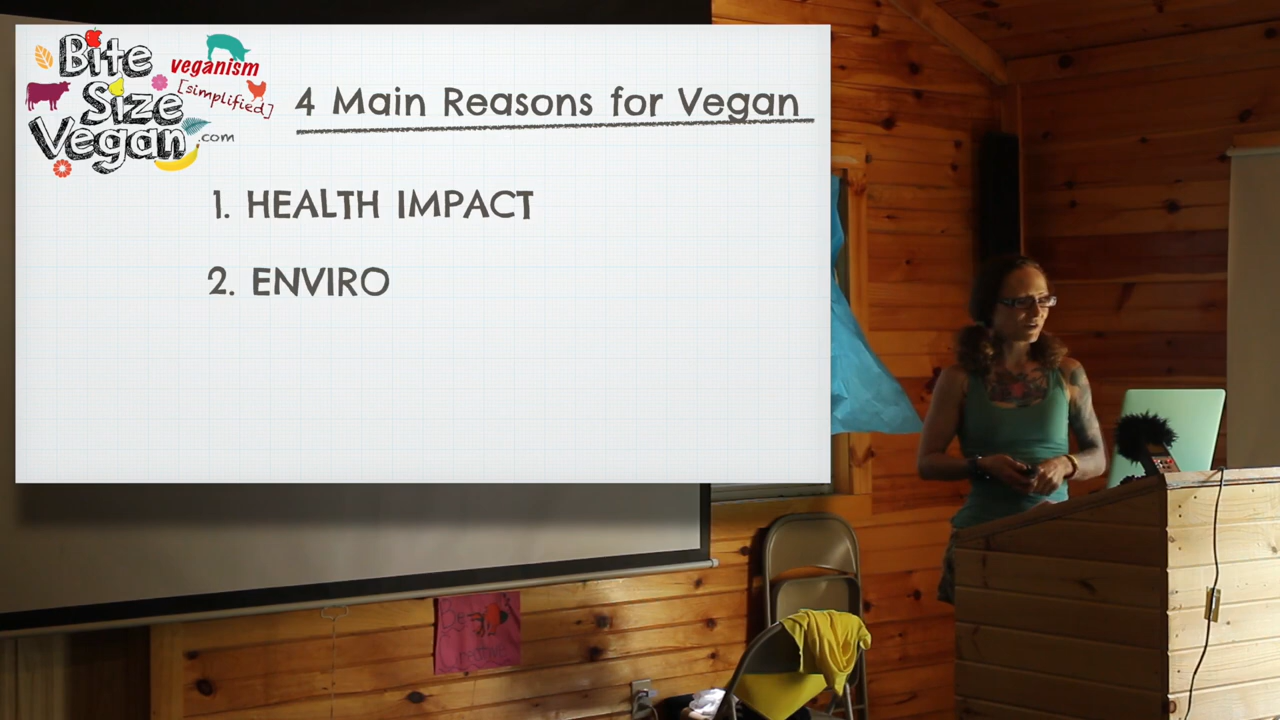 Bite
Size
Vegan
.com
veganism
[simplified]
4 Main Reasons for Vegan
1. HEALTH IMPACT
2. ENVIRO